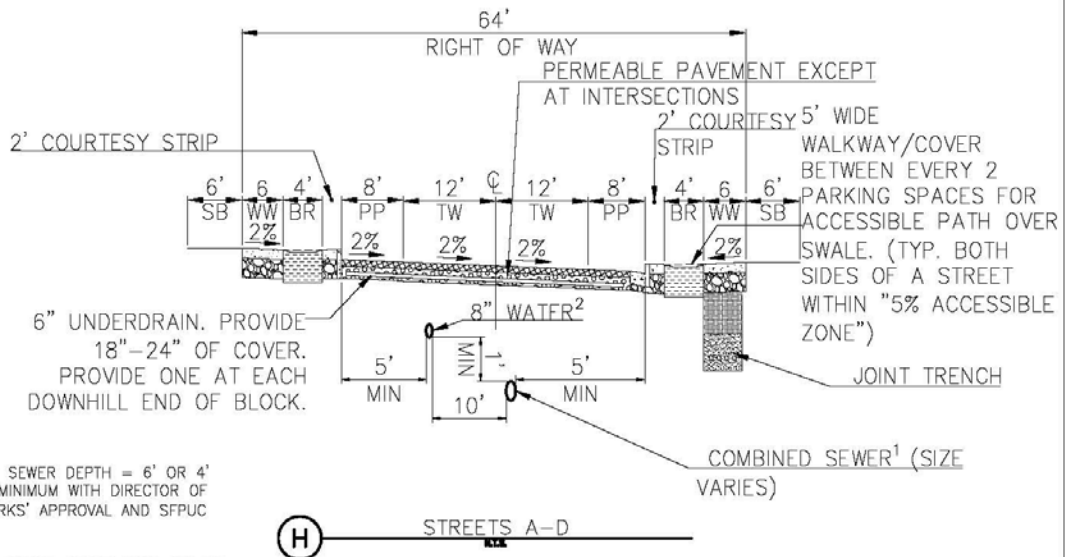 64'
RIGHT OF WAY
PERMEABLE PAVEMENT EXCEPT
AT INTERSECTIONS
2' COURTESY STRIP
2' COURTESY
STRIP
5' WIDE
WALKWAY/COVER
BETWEEN EVERY 2
PARKING SPACES FOR
ACCESSIBLE PATH OVER
SWALE. (TYP. BOTH
SIDES OF A STREET
WITHIN "5% ACCESSIBLE
ZONE")
6' 6 4' 8' 12' ℄ 12' 8' 4' 6 6'
SB WW BR PP TW TW PP BR WW SB
2% 2% 2% 2% 2%
6" UNDERDRAIN. PROVIDE
18"-24" OF COVER.
PROVIDE ONE AT EACH
DOWNHILL END OF BLOCK.
8" WATER²
5'
MIN
1'
MIN
5'
MIN
10'
JOINT TRENCH
COMBINED SEWER¹ (SIZE
VARIES)
SEWER DEPTH = 6' OR 4'
MINIMUM WITH DIRECTOR OF
RKS' APPROVAL AND SFPUC
H
STREETS A-D
N.T.S.